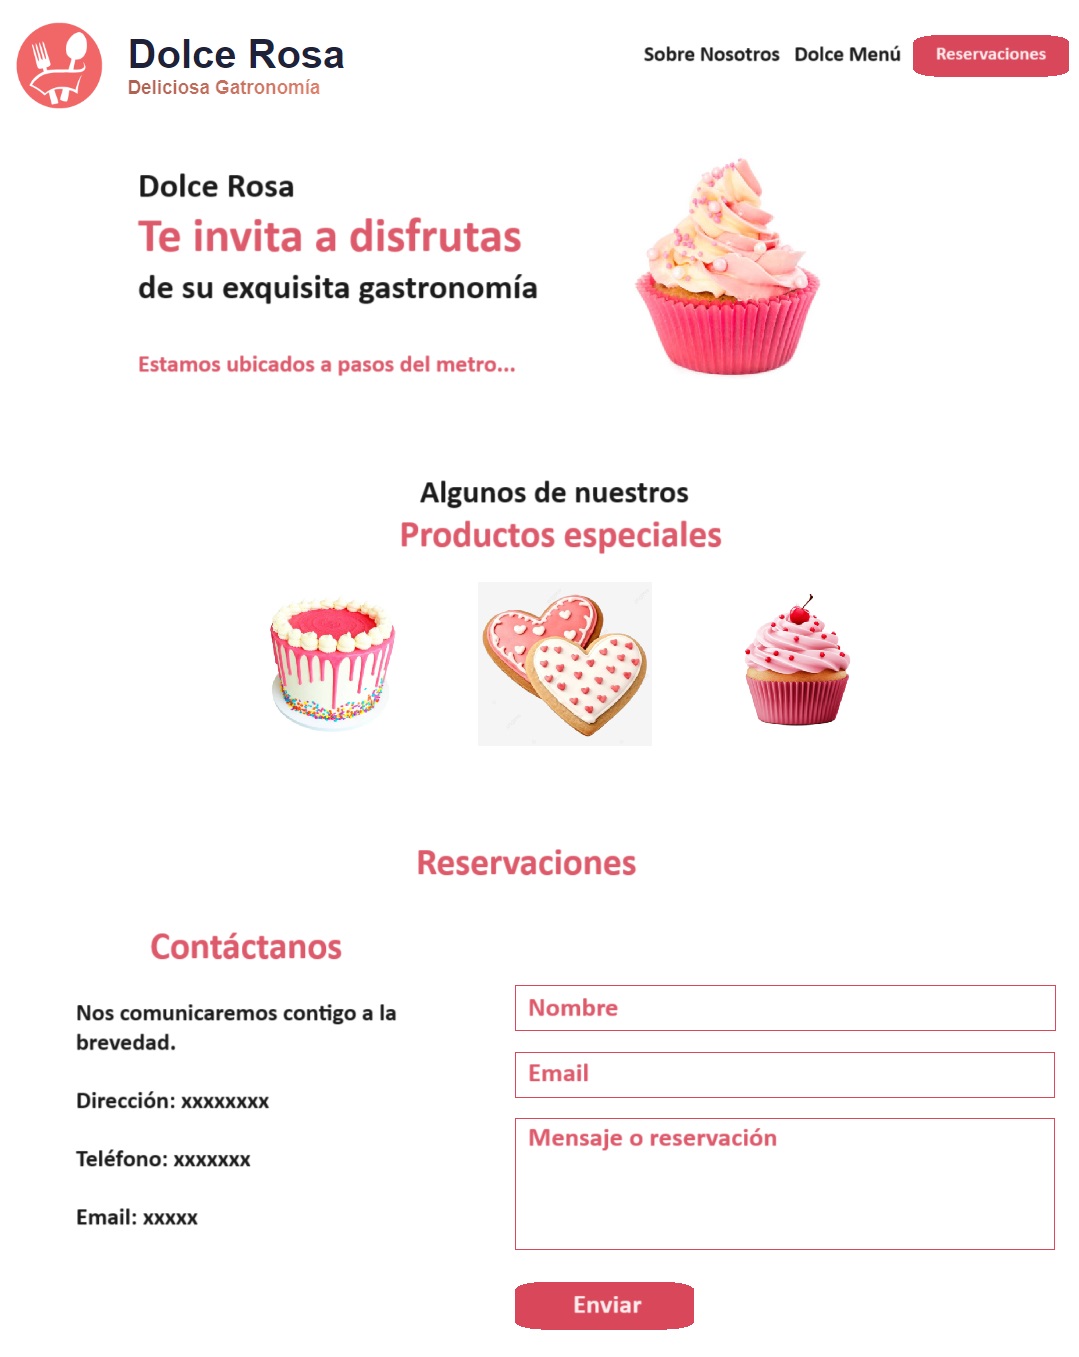 Dolce Rosa
Deliciosa Gatronomía
Sobre Nosotros Dolce Menú Reservaciones
Dolce Rosa
Te invita a disfrutas
de su exquisita gastronomía
Estamos ubicados a pasos del metro...
Algunos de nuestros
Productos especiales
Reservaciones
Contáctanos
Nos comunicaremos contigo a la
brevedad.
Dirección: xxxxxxxx
Teléfono: xxxxxxx
Email: xxxxx
Nombre
Email
Mensaje o reservación
Enviar